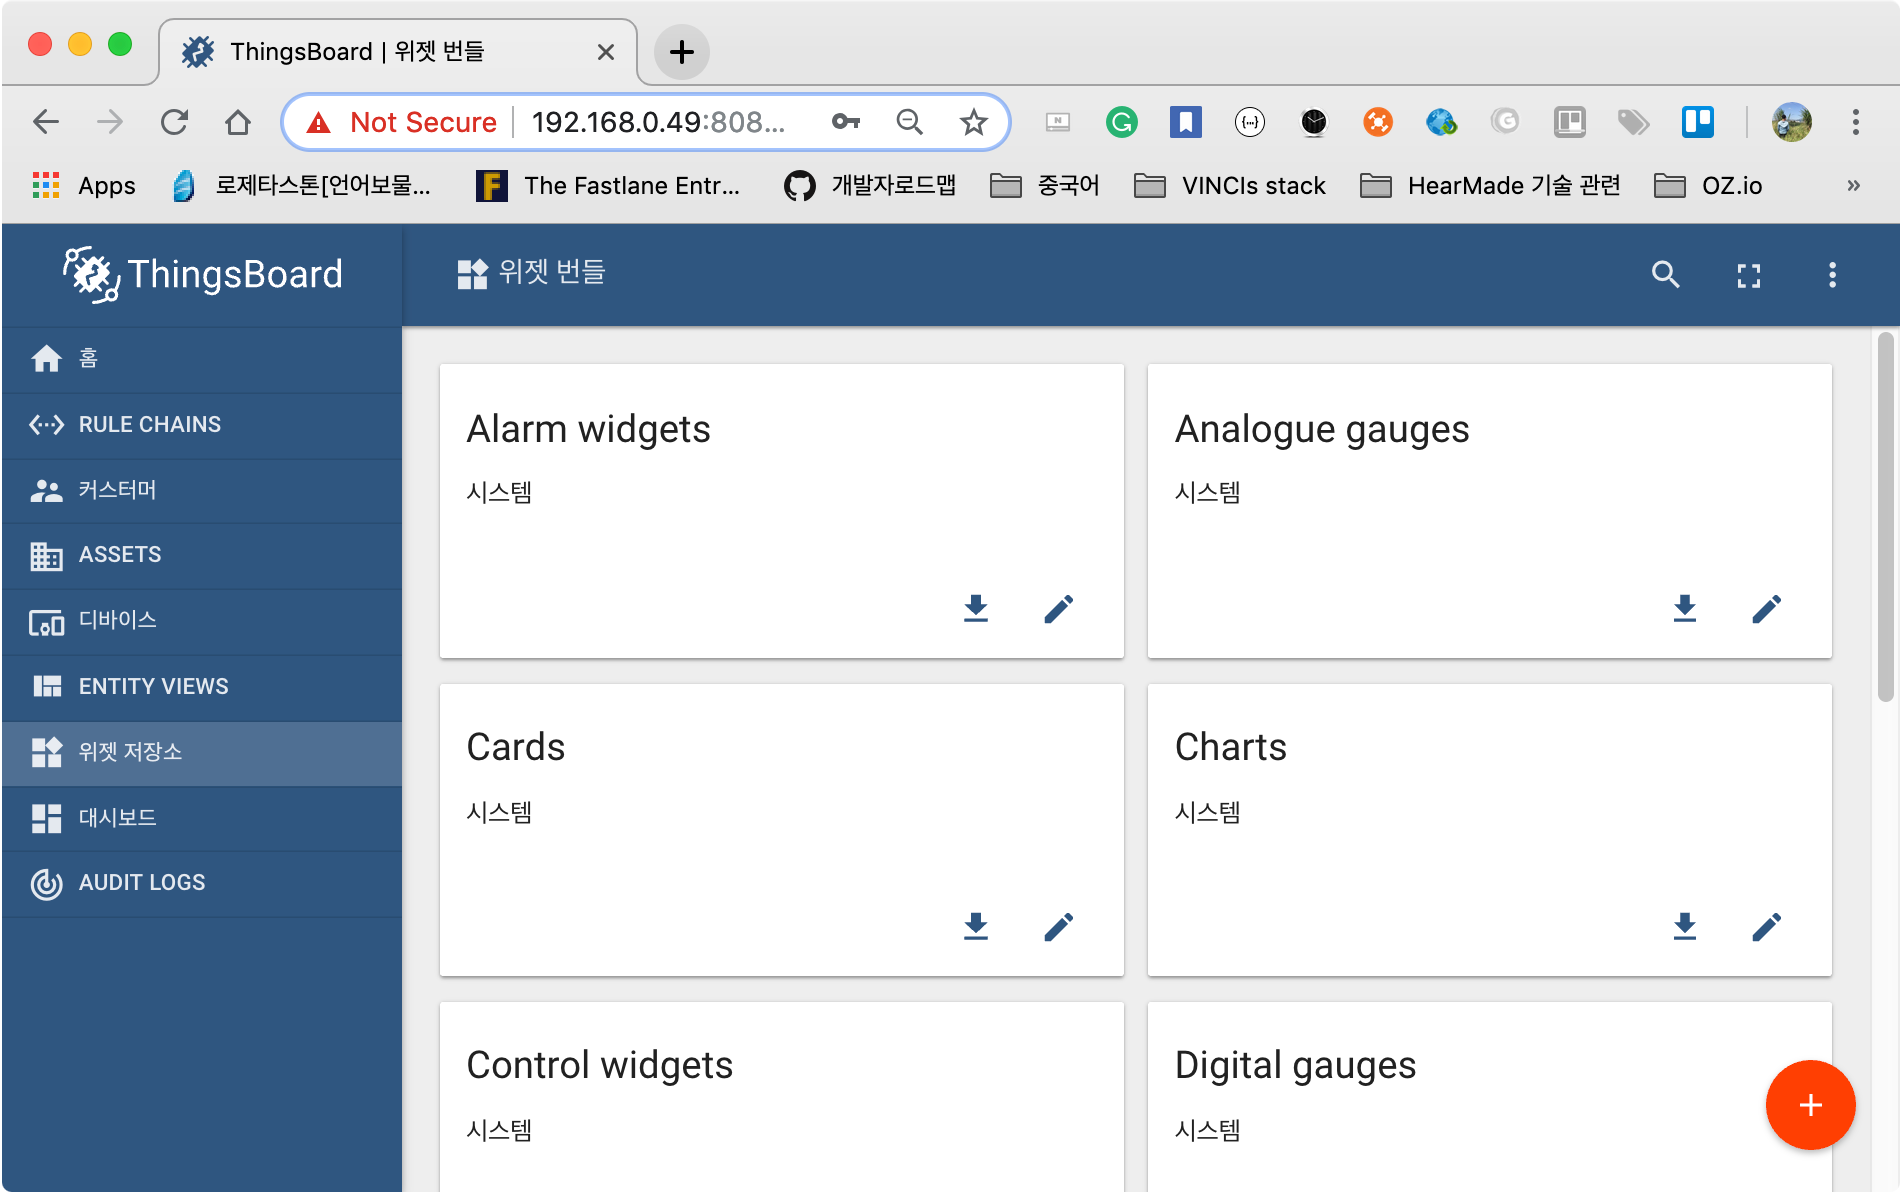 ThingsBoard | 위젯 번들
Not Secure 192.168.0.49:808...
Apps 로제타스톤[언어보물... The Fastlane Entr... 개발자로드맵 중국어 VINCIs stack HearMade 기술 관련 OZ.io »
ThingsBoard
위젯 번들
홈
RULE CHAINS
커스터머
ASSETS
디바이스
ENTITY VIEWS
위젯 저장소
대시보드
AUDIT LOGS
Alarm widgets
시스템
Analogue gauges
시스템
Cards
시스템
Charts
시스템
Control widgets
시스템
Digital gauges
시스템